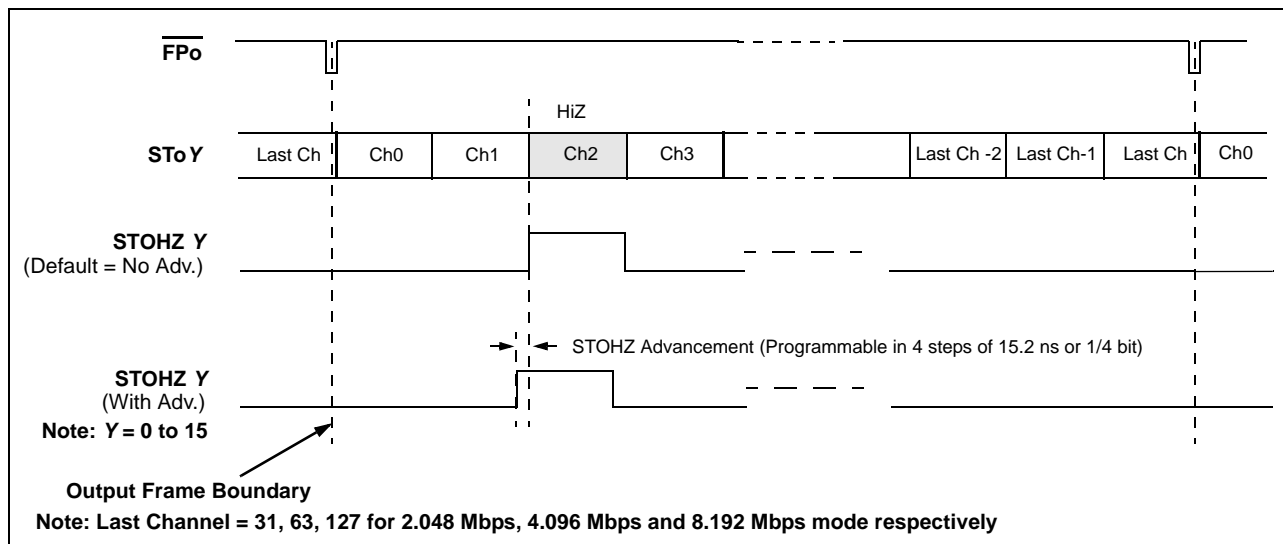 FPo
HiZ
STo Y
Last Ch
Ch0
Ch1
Ch2
Ch3
Last Ch -2
Last Ch-1
Last Ch
Ch0
STOHZ Y
(Default = No Adv.)
STOHZ Advancement (Programmable in 4 steps of 15.2 ns or 1/4 bit)
STOHZ Y
(With Adv.)
Note: Y = 0 to 15
Output Frame Boundary
Note: Last Channel = 31, 63, 127 for 2.048 Mbps, 4.096 Mbps and 8.192 Mbps mode respectively